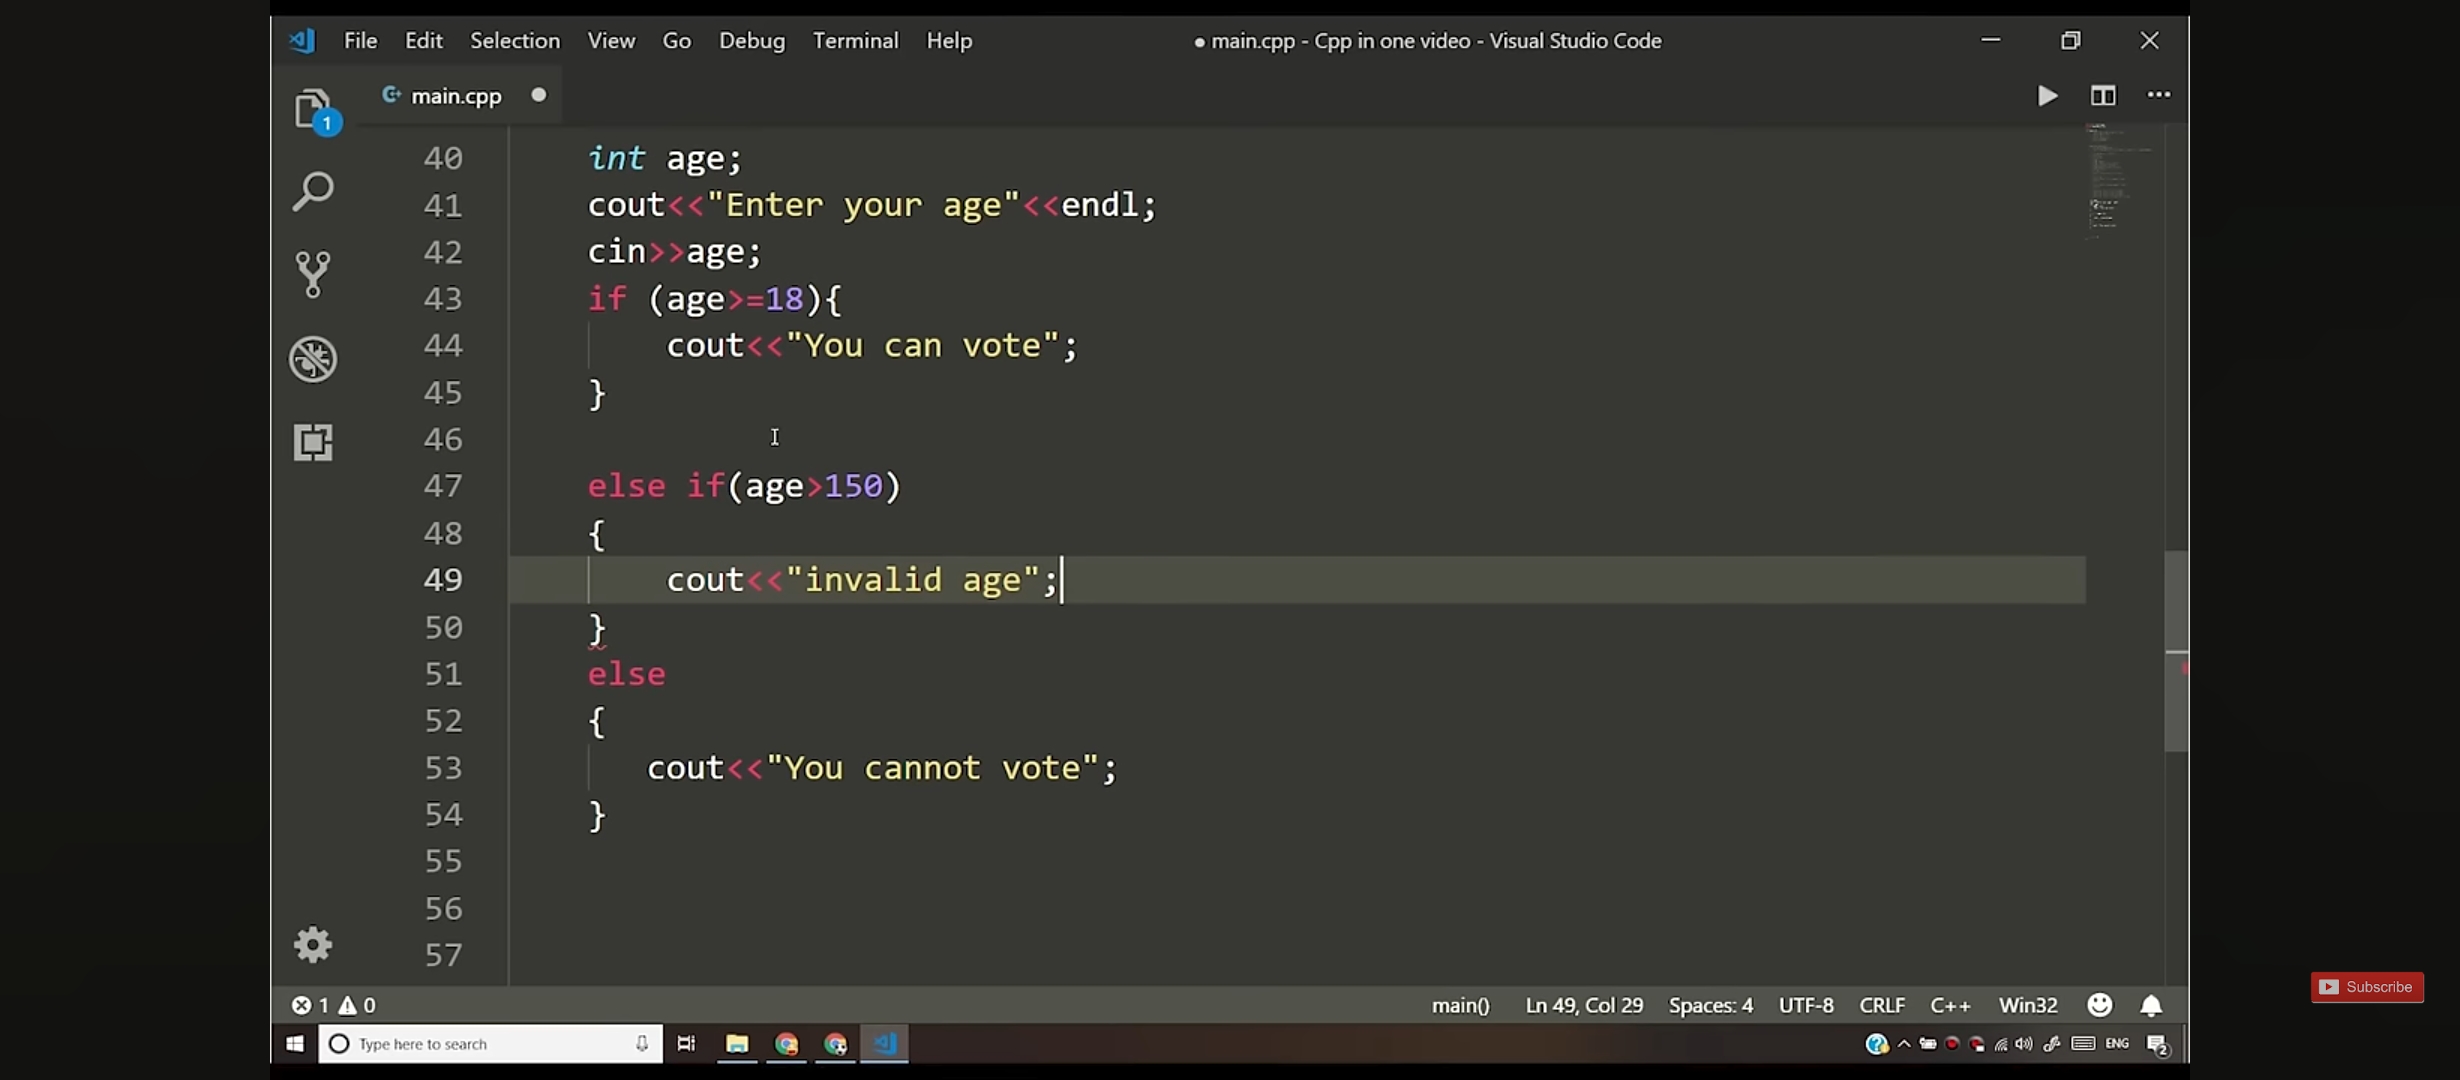 File Edit Selection View Go Debug Terminal Help
● main.cpp - Cpp in one video - Visual Studio Code
main.cpp
1
40 int age;
41 cout<<"Enter your age"<<endl;
42 cin>>age;
43 if (age>=18){
44 cout<<"You can vote";
45 }
46
47 else if(age>150)
48 {
49 cout<<"invalid age";
50 }
51 else
52 {
53 cout<<"You cannot vote";
54 }
55
56
57
Subscribe
1 0
main() Ln 49, Col 29 Spaces: 4 UTF-8 CRLF C++ Win32
Type here to search
ENG
2